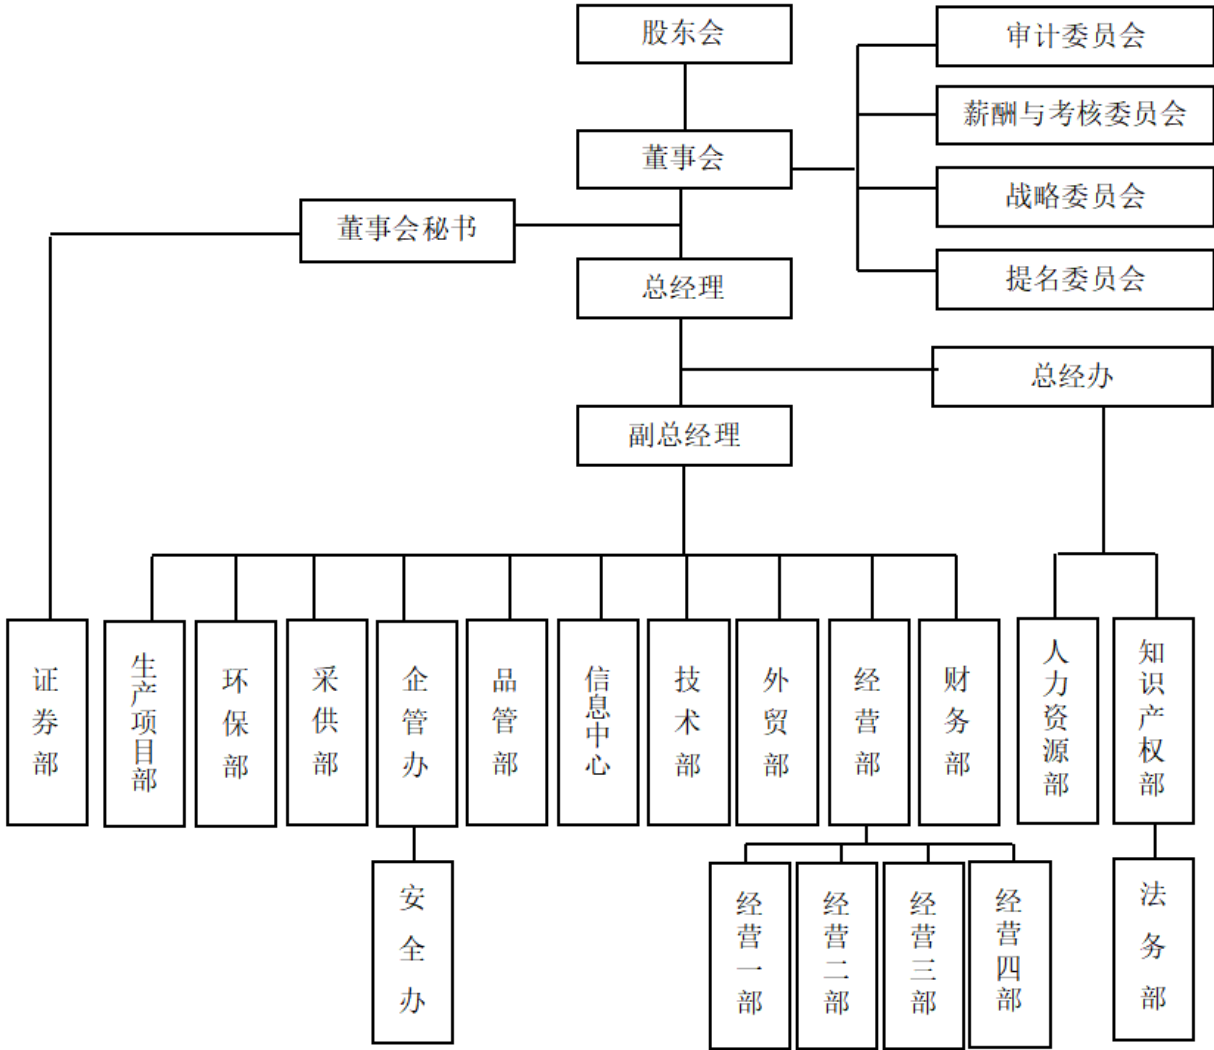 股东会
审计委员会
薪酬与考核委员会
董事会
战略委员会
董事会秘书
提名委员会
总经理
总经办
副总经理
证券部
生产项目部
环保部
采供部
企管办
品管部
信息中心
技术部
外贸部
经营部
财务部
人力资源部
知识产权部
安全办
经营一部
经营二部
经营三部
经营四部
法务部